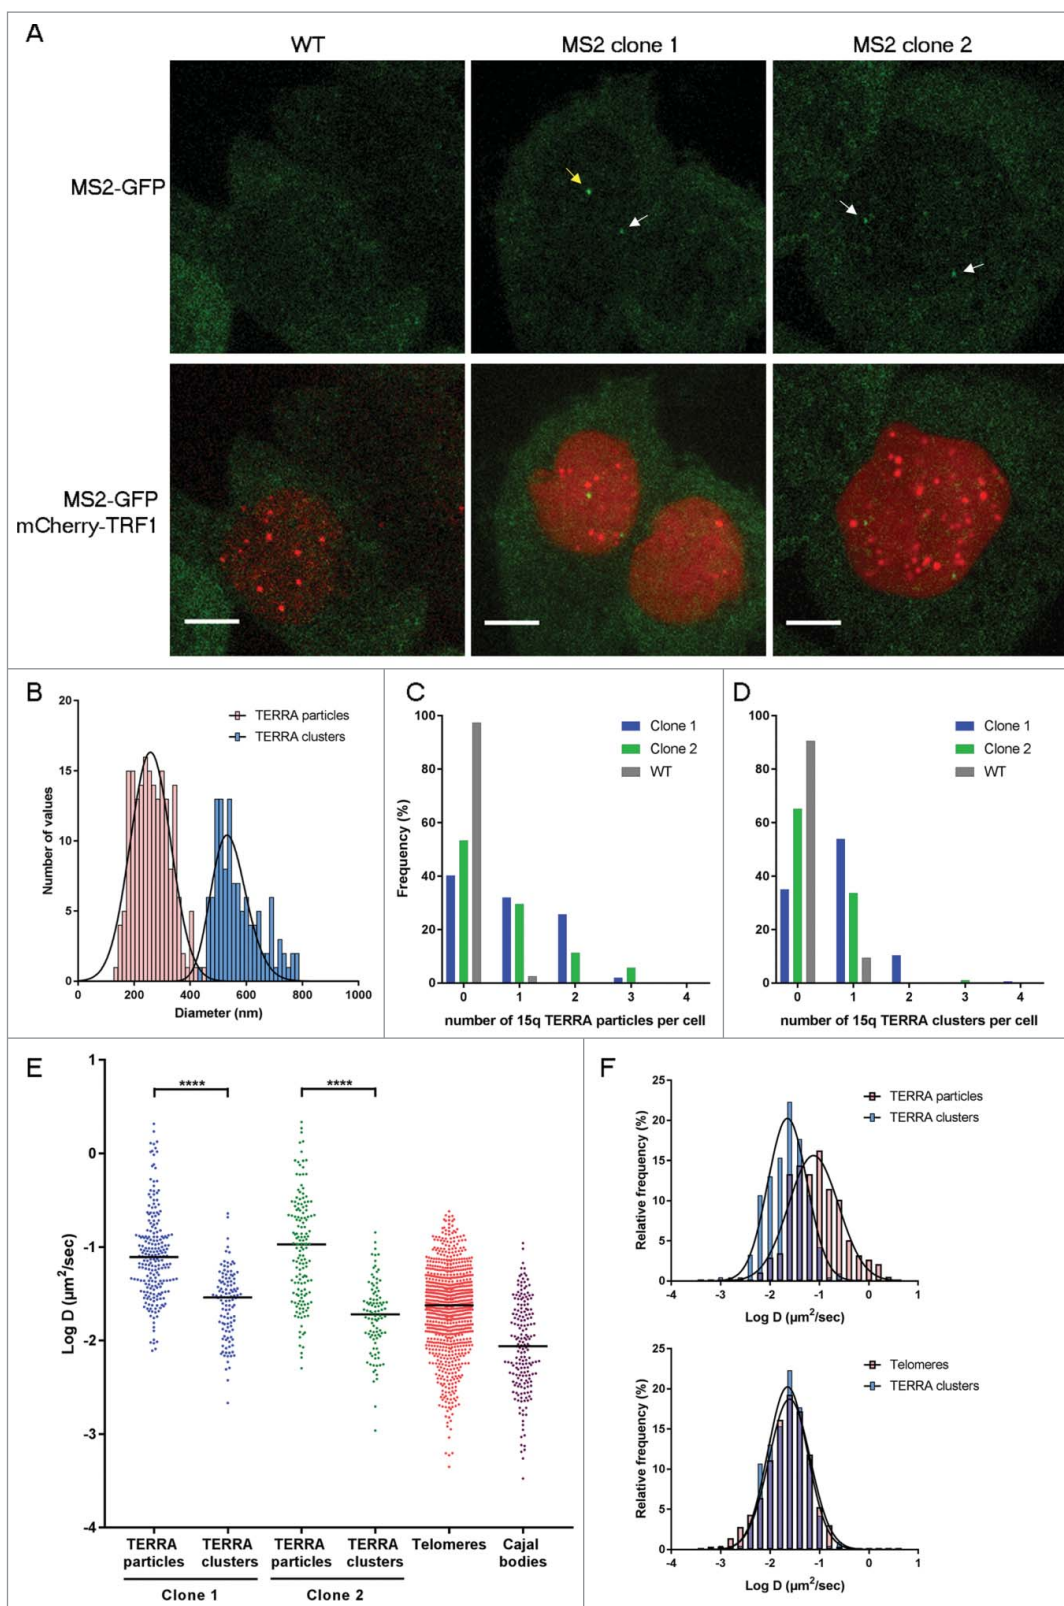 A
WT
MS2 clone 1
MS2 clone 2
MS2-GFP
MS2-GFP
mCherry-TRF1
B
20
15
10
5
0
Number of values
TERRA particles
TERRA clusters
0 200 400 600 800 1000
Diameter (nm)
C
100
80
60
40
20
0
Frequency (%)
Clone 1
Clone 2
WT
0 1 2 3 4
number of 15q TERRA particles per cell
D
100
80
60
40
20
0
Clone 1
Clone 2
WT
0 1 2 3 4
number of 15q TERRA clusters per cell
E
1
0
-1
-2
-3
-4
Log D (µm²/sec)
****
****
TERRA particles
TERRA clusters
TERRA particles
TERRA clusters
Telomeres
Cajal bodies
Clone 1
Clone 2
F
25
20
15
10
5
0
Relative frequency (%)
TERRA particles
TERRA clusters
-4 -3 -2 -1 0 1
Log D (µm²/sec)
25
20
15
10
5
0
Relative frequency (%)
Telomeres
TERRA clusters
-4 -3 -2 -1 0 1
Log D (µm²/sec)